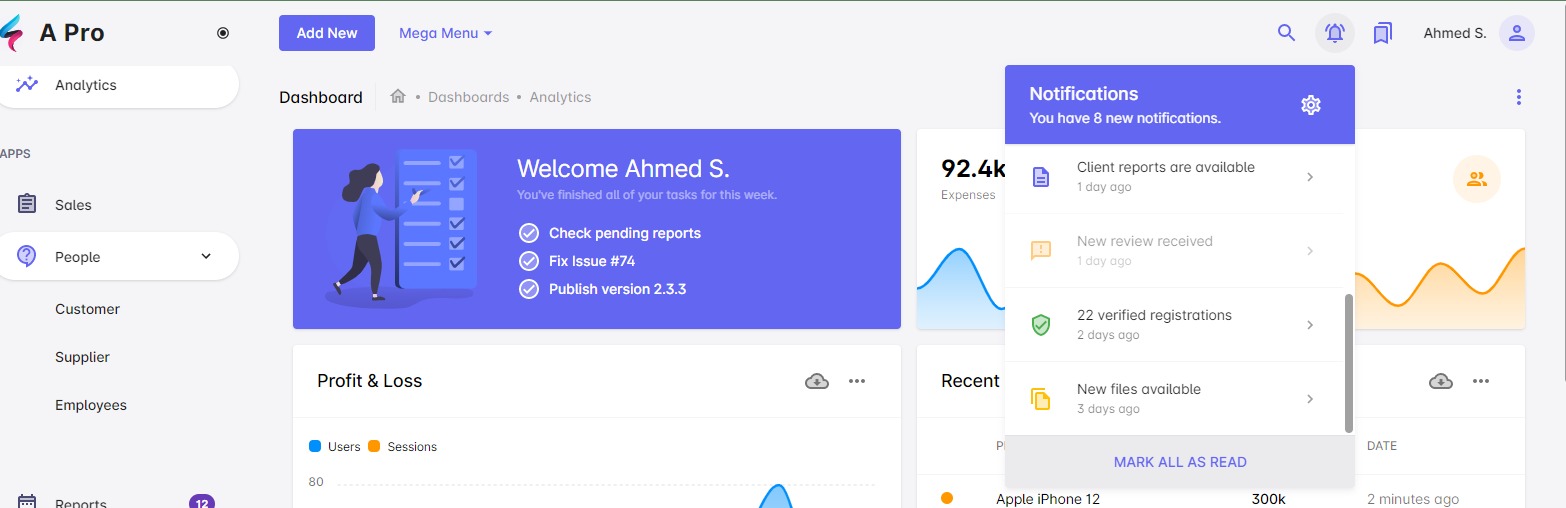 A Pro
Add New
Mega Menu
Ahmed S.
Analytics
APPS
Sales
People
Customer
Supplier
Employees
Reports
12
Dashboard
• Dashboards • Analytics
Welcome Ahmed S.
You've finished all of your tasks for this week.
Check pending reports
Fix Issue #74
Publish version 2.3.3
92.4k
Expenses
Notifications
You have 8 new notifications.
Client reports are available
1 day ago
New review received
1 day ago
22 verified registrations
2 days ago
New files available
3 days ago
MARK ALL AS READ
Profit & Loss
Users
Sessions
80
Recent
DATE
Apple iPhone 12
300k
2 minutes ago